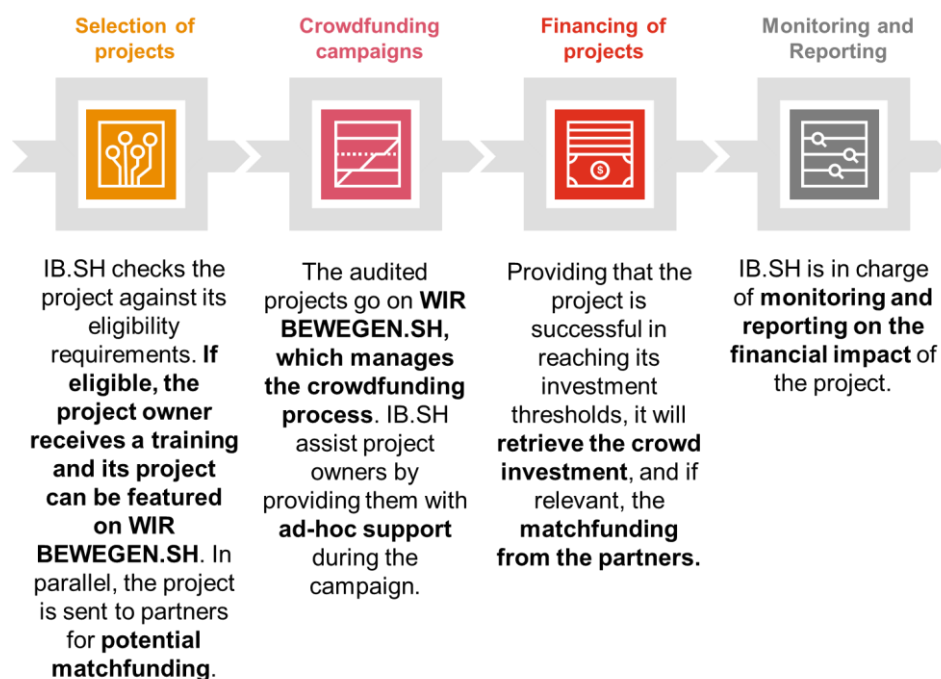 Selection of
projects
IB.SH checks the
project against its
eligibility
requirements. If
eligible, the
project owner
receives a training
and its project
can be featured
on WIR
BEWEGEN.SH. In
parallel, the project
is sent to partners
for potential
matchfunding.
Crowdfunding
campaigns
The audited
projects go on WIR
BEWEGEN.SH,
which manages
the crowdfunding
process. IB.SH
assist project
owners by
providing them with
ad-hoc support
during the
campaign.
Financing of
projects
$
Providing that the
project is
successful in
reaching its
investment
thresholds, it will
retrieve the crowd
investment, and if
relevant, the
matchfunding
from the partners.
Monitoring and
Reporting
IB.SH is in charge
of monitoring and
reporting on the
financial impact of
the project.